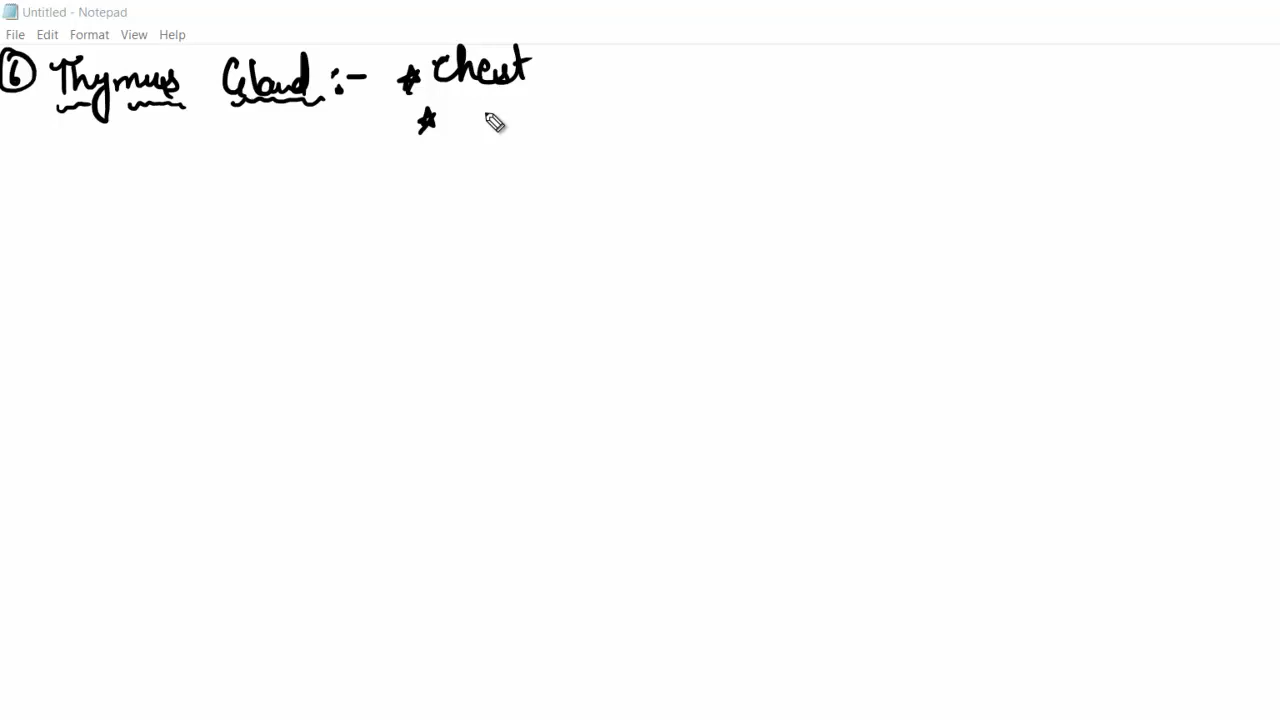 Untitled - Notepad
File Edit Format View Help
⑥ Thymus Gland :- * Chest
*